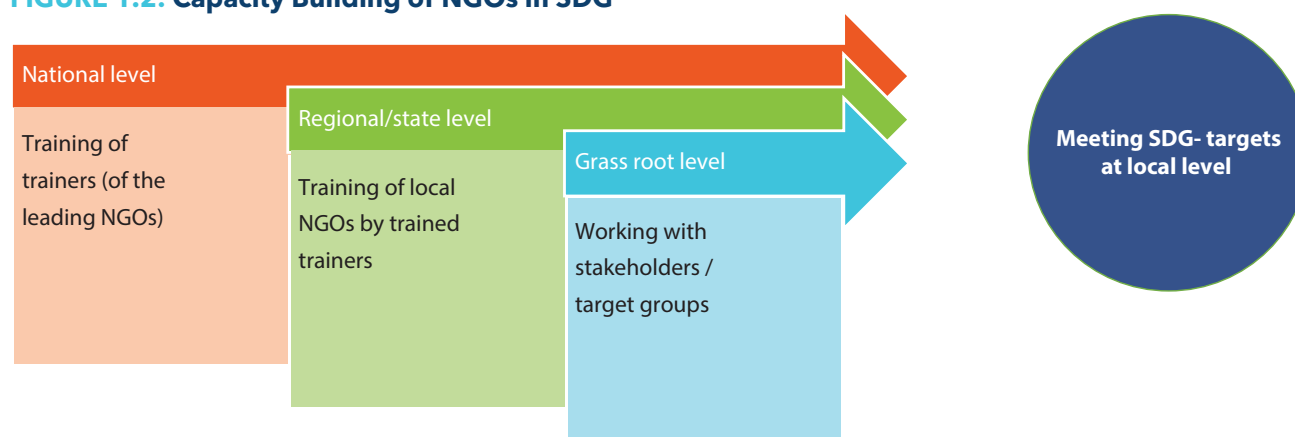 FIGURE 1.2: Capacity Building of NGOs in SDG
National level
Training of
trainers (of the
leading NGOs)
Regional/state level
Training of local
NGOs by trained
trainers
Grass root level
Working with
stakeholders /
target groups
Meeting SDG- targets
at local level